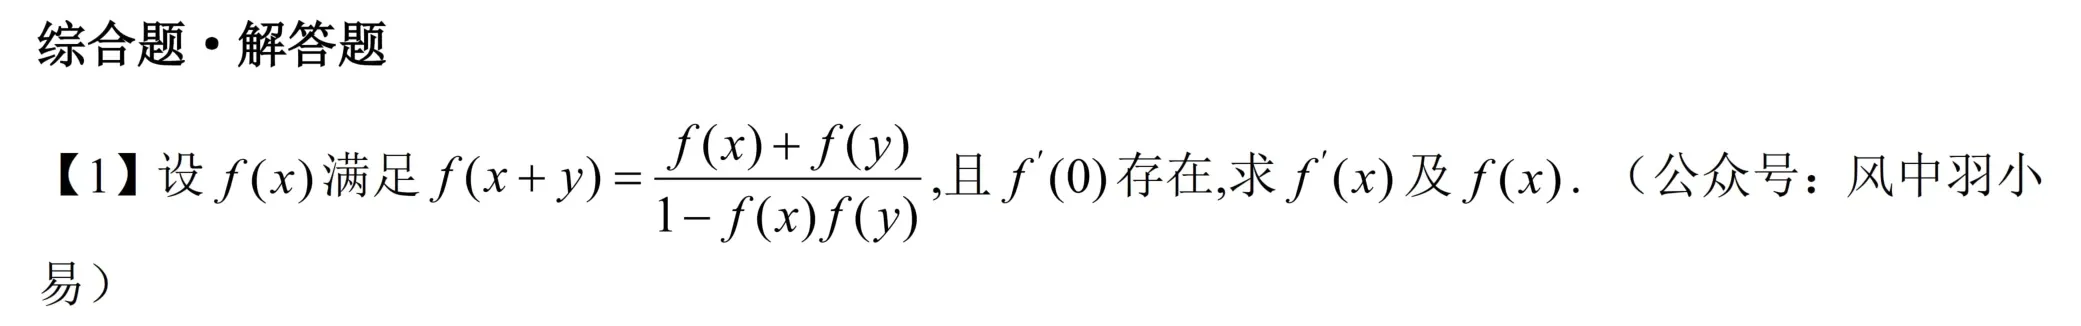 综合题·解答题
【1】设 f(x) 满足 f(x+y) = \frac{f(x)+f(y)}{1-f(x)f(y)},且 f'(0) 存在,求 f'(x) 及 f(x). （公众号：风中羽小
易）